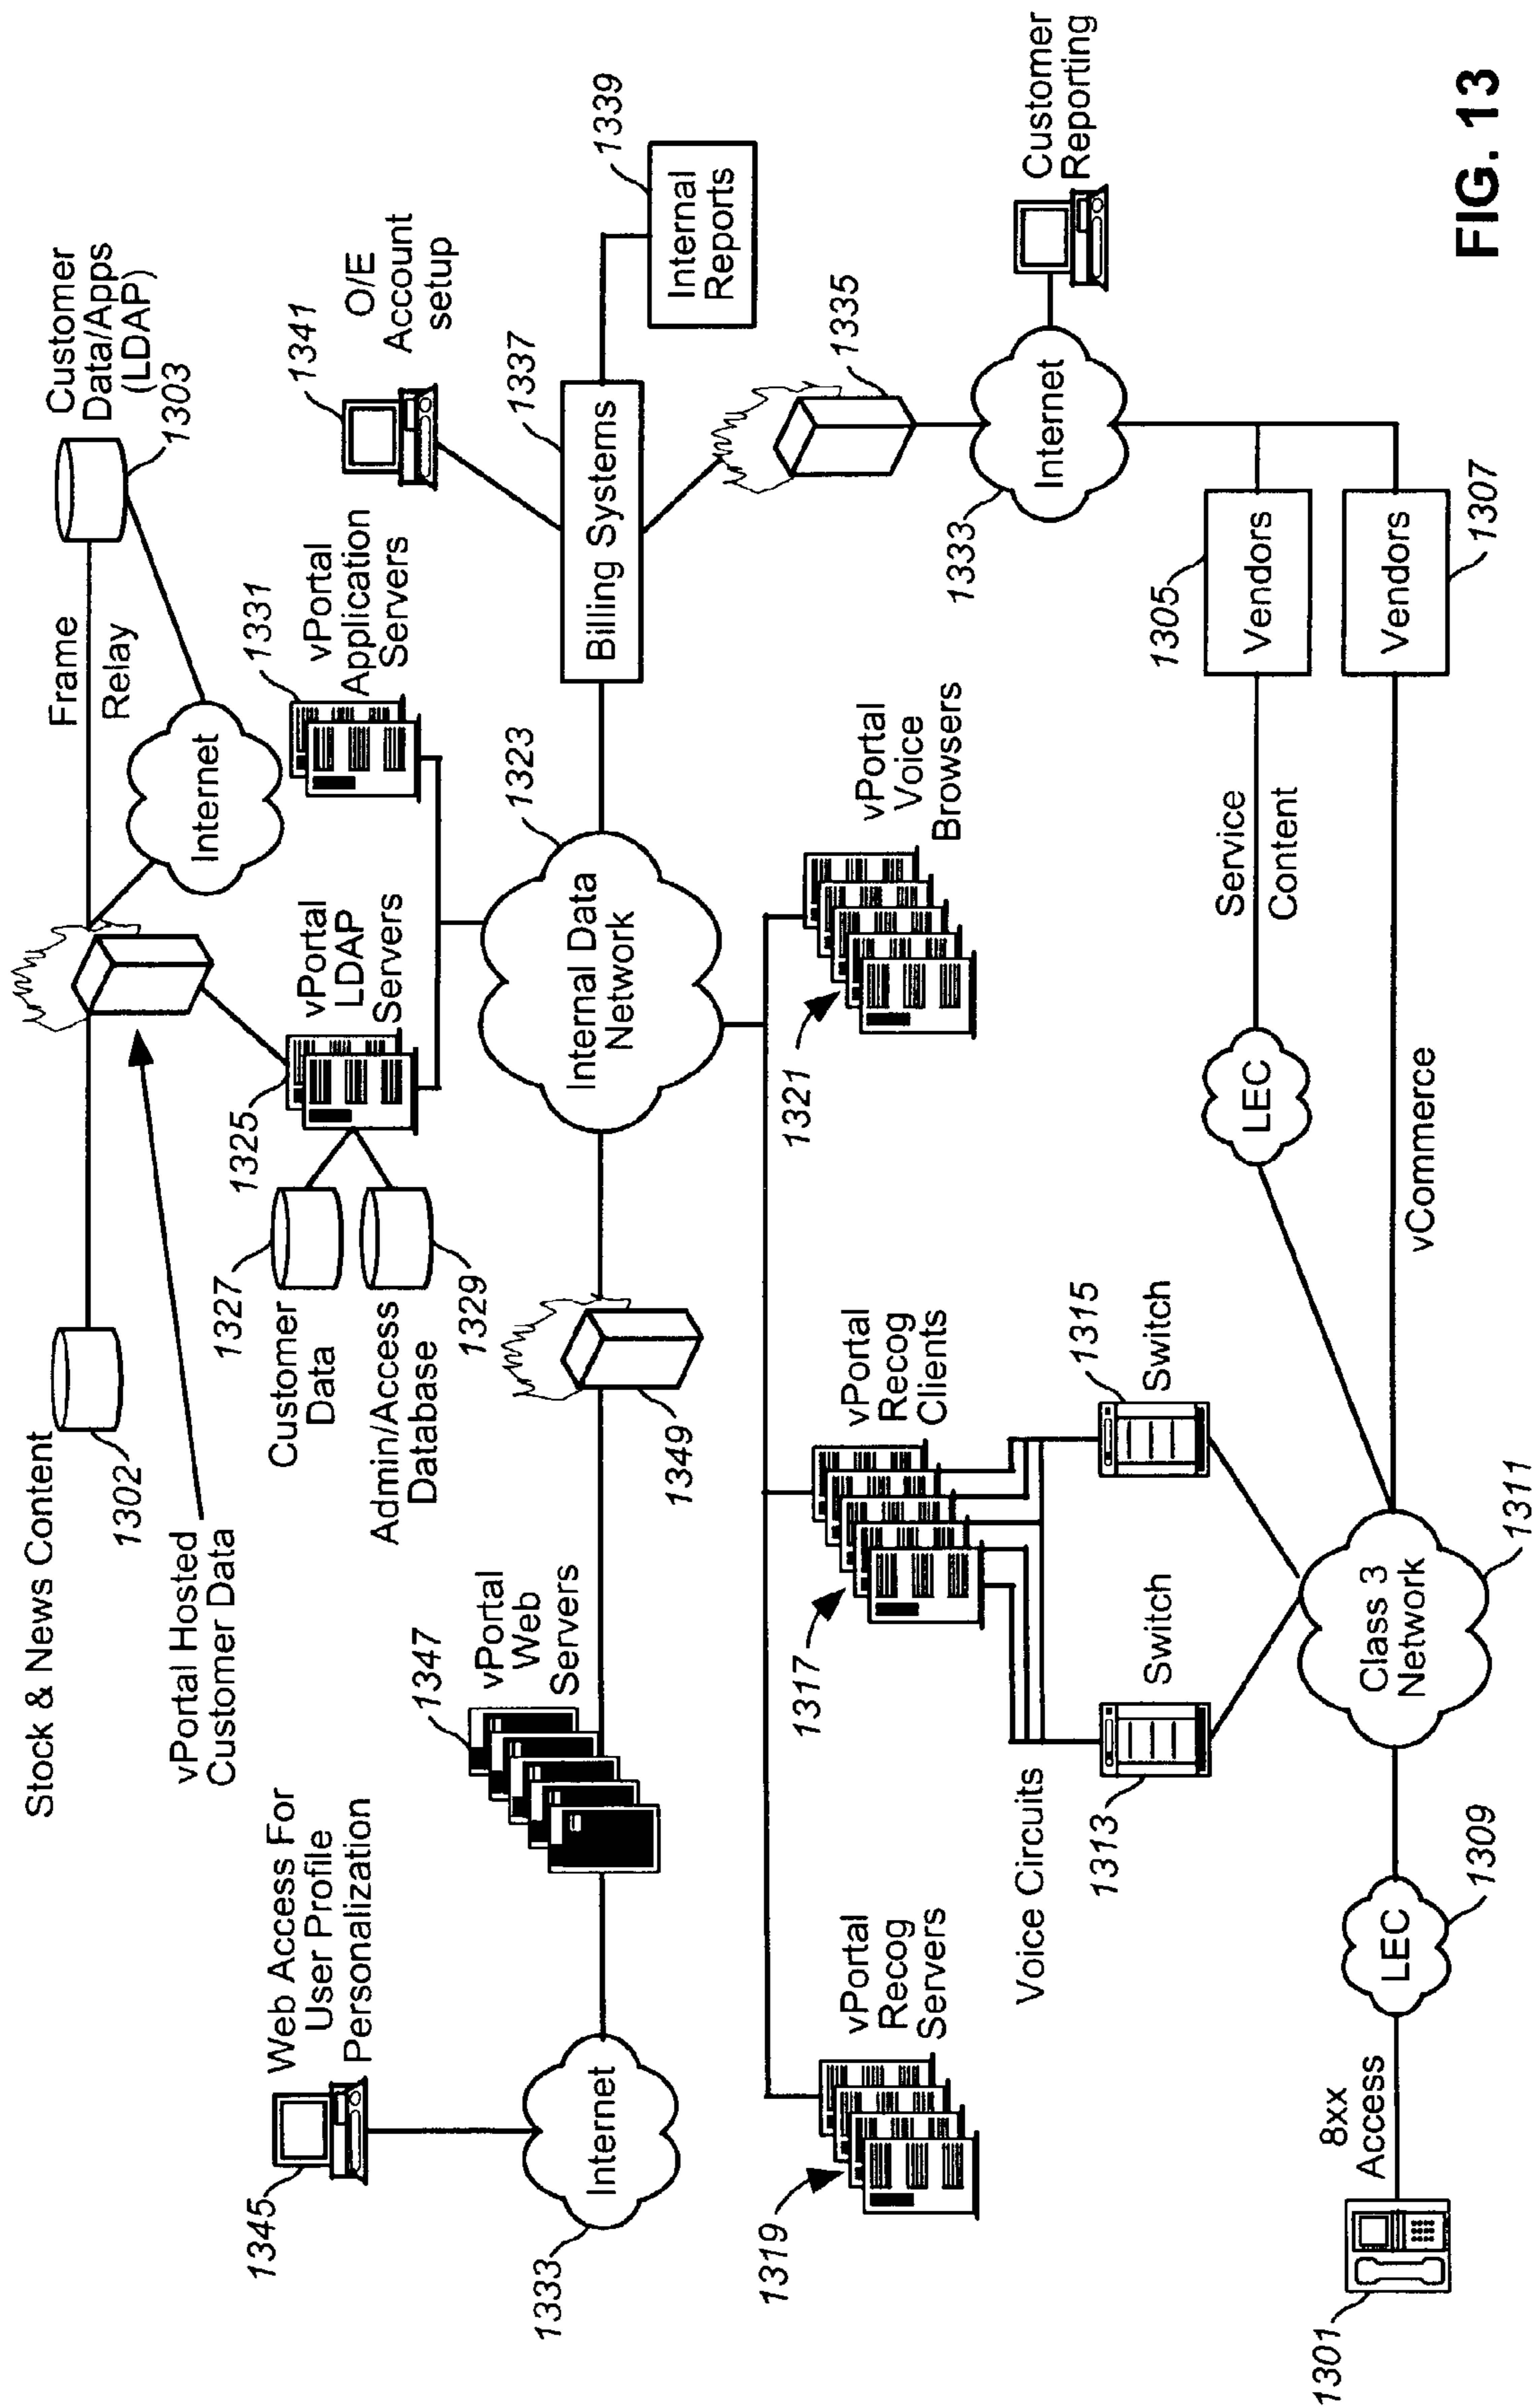 Stock & News Content
1302
vPortal Hosted
Customer Data
Frame
Relay
Customer
Data/Apps
(LDAP)
1303
Internet
Web Access For
User Profile
Personalization
1345
1327
Customer
Data
Admin/Access
Database
1329
1325
vPortal
LDAP
Servers
1331
vPortal
Application
Servers
1341
O/E
Account
setup
1347
vPortal
Web
Servers
Internet
1333
1349
Internal Data
Network
1323
Billing Systems
1337
Internal
Reports
1339
1319
vPortal
Recog
Servers
1317
vPortal
Recog
Clients
1321
vPortal
Voice
Browsers
1335
Internet
1333
Customer
Reporting
Voice Circuits
1313
Switch
1315
Switch
LEC
Service
Content
1305
Vendors
1301
8xx
Access
LEC
1309
Class 3
Network
1311
vCommerce
Vendors
1307
FIG. 13